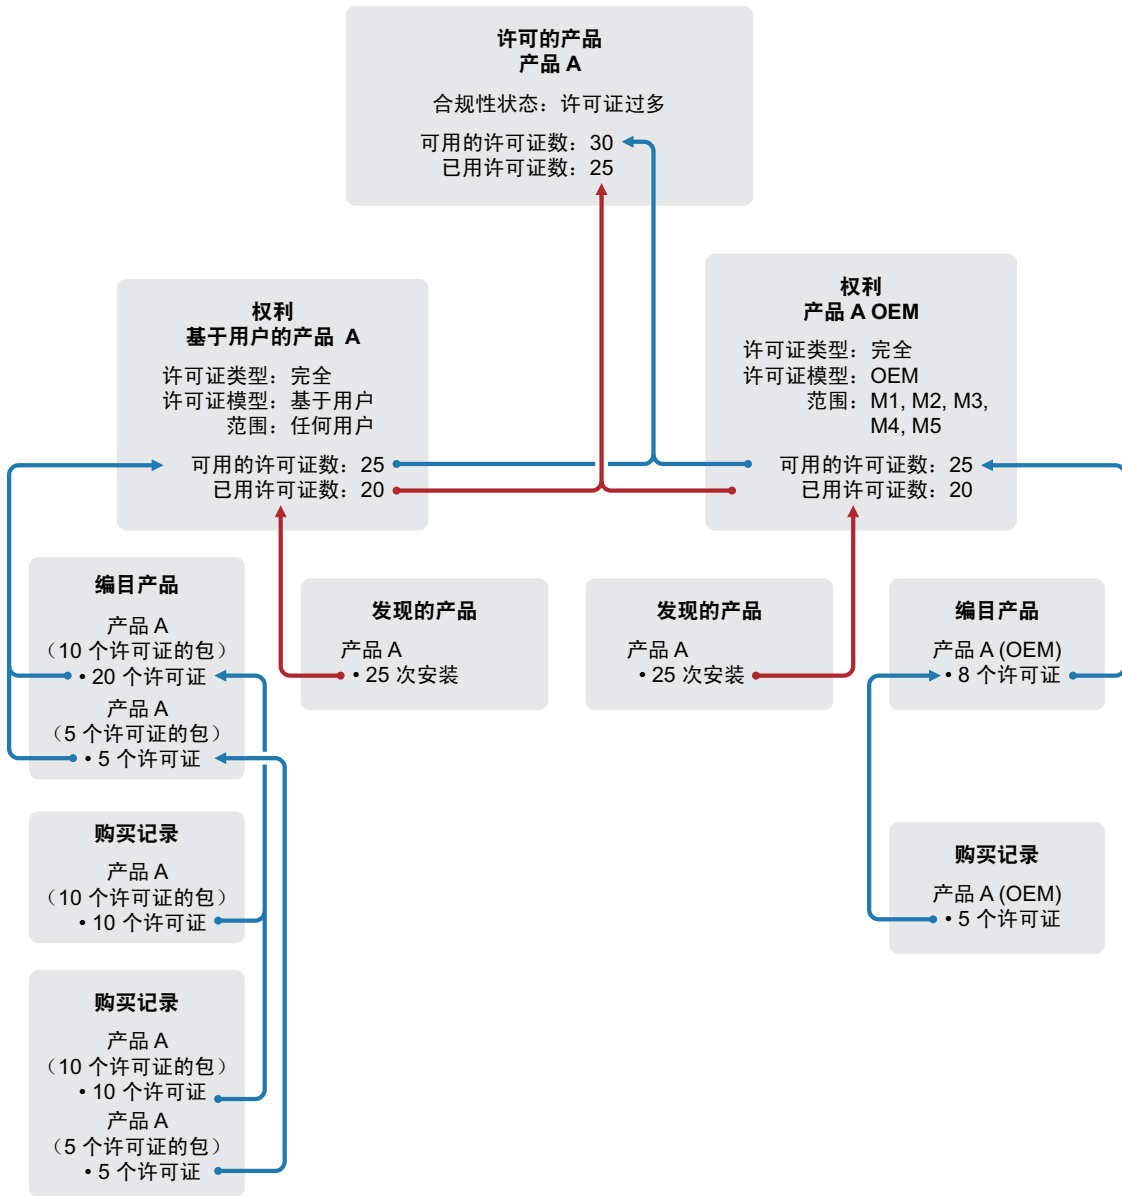 许可的产品
产品 A
合规性状态：许可证过多
可用的许可证数：30
已用许可证数：25
权利
基于用户的产品 A
许可证类型：完全
许可证模型：基于用户
范围：任何用户
可用的许可证数：25
已用许可证数：20
权利
产品 A OEM
许可证类型：完全
许可证模型：OEM
范围：M1, M2, M3,
M4, M5
可用的许可证数：25
已用许可证数：20
编目产品
产品 A
（10 个许可证的包）
• 20 个许可证
产品 A
（5 个许可证的包）
• 5 个许可证
发现的产品
产品 A
• 25 次安装
发现的产品
产品 A
• 25 次安装
编目产品
产品 A (OEM)
• 8 个许可证
购买记录
产品 A
（10 个许可证的包）
• 10 个许可证
购买记录
产品 A (OEM)
• 5 个许可证
购买记录
产品 A
（10 个许可证的包）
• 10 个许可证
产品 A
（5 个许可证的包）
• 5 个许可证